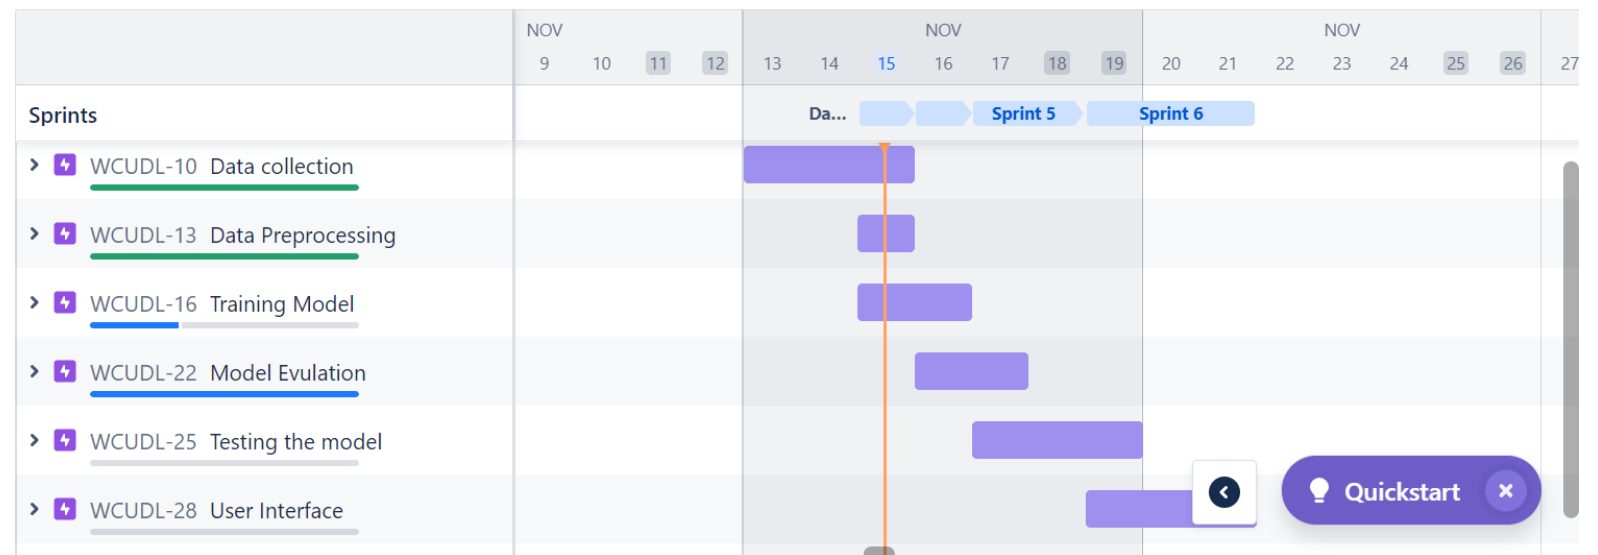 NOV NOV NOV
9 10 11 12 13 14 15 16 17 18 19 20 21 22 23 24 25 26 27
Sprints Da... Sprint 5 Sprint 6
WCUDL-10 Data collection
WCUDL-13 Data Preprocessing
WCUDL-16 Training Model
WCUDL-22 Model Evulation
WCUDL-25 Testing the model
WCUDL-28 User Interface
Quickstart